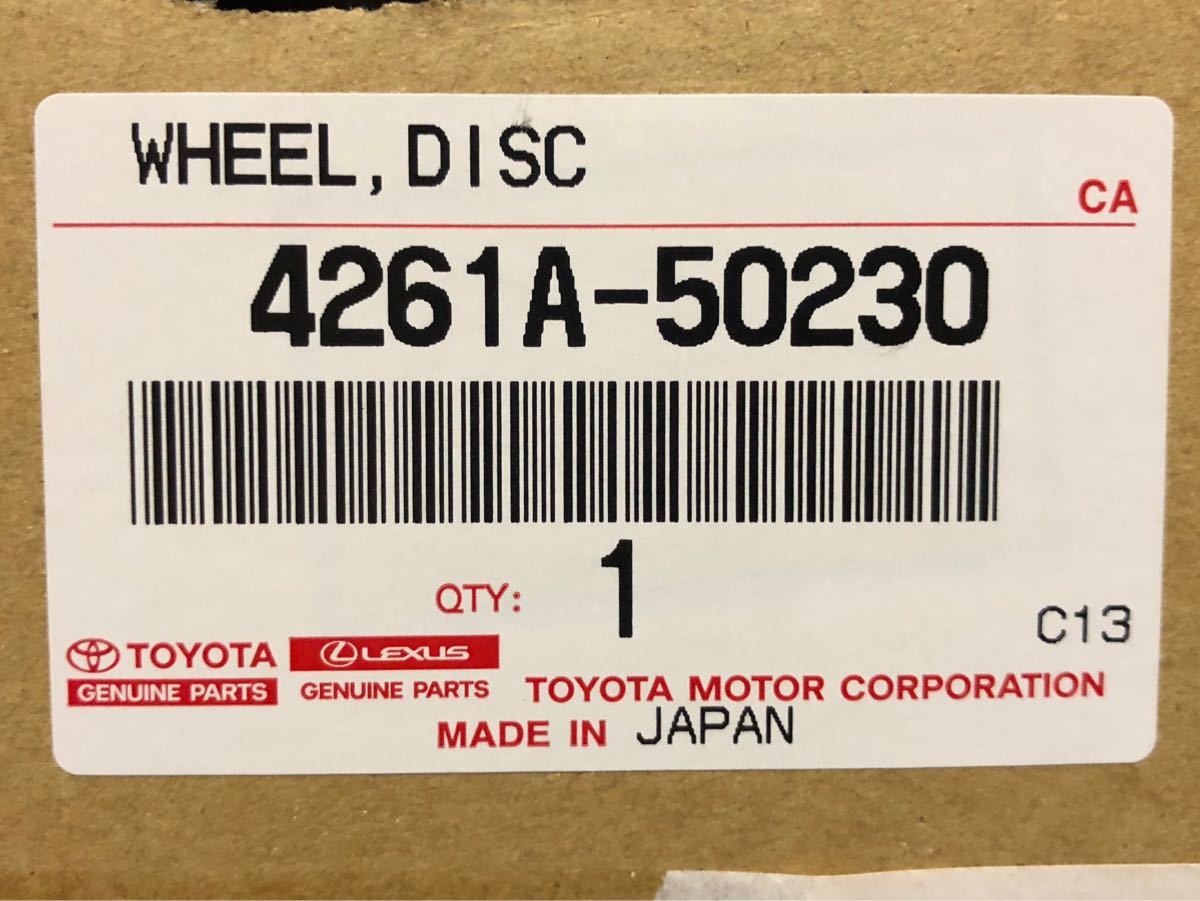 WHEEL,DISC
CA
4261A-50230
QTY: 1
C13
TOYOTA LEXUS
GENUINE PARTS GENUINE PARTS TOYOTA MOTOR CORPORATION
MADE IN JAPAN